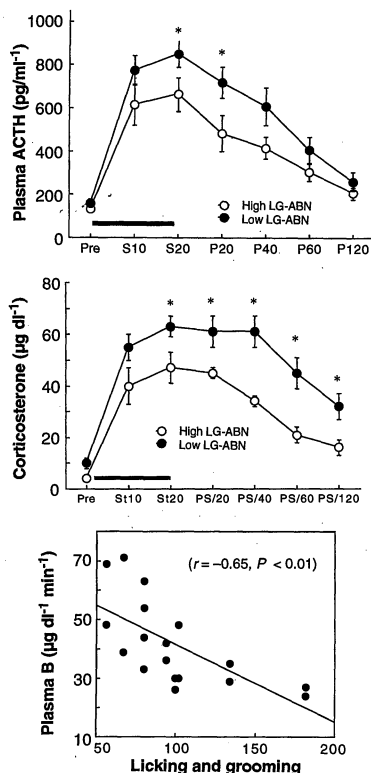 1000
800
600
400
200
0
Plasma ACTH (pg/ml⁻¹)
*
*
High LG-ABN
Low LG-ABN
Pre S10 S20 P20 P40 P60 P120
80
60
40
20
0
Corticosterone (µg dl⁻¹)
* * * * *
High LG-ABN
Low LG-ABN
Pre St10 St20 PS/20 PS/40 PS/60 PS/120
70
50
30
10
Plasma B (µg dl⁻¹ min⁻¹)
(r = –0.65, P < 0.01)
50 100 150 200
Licking and grooming